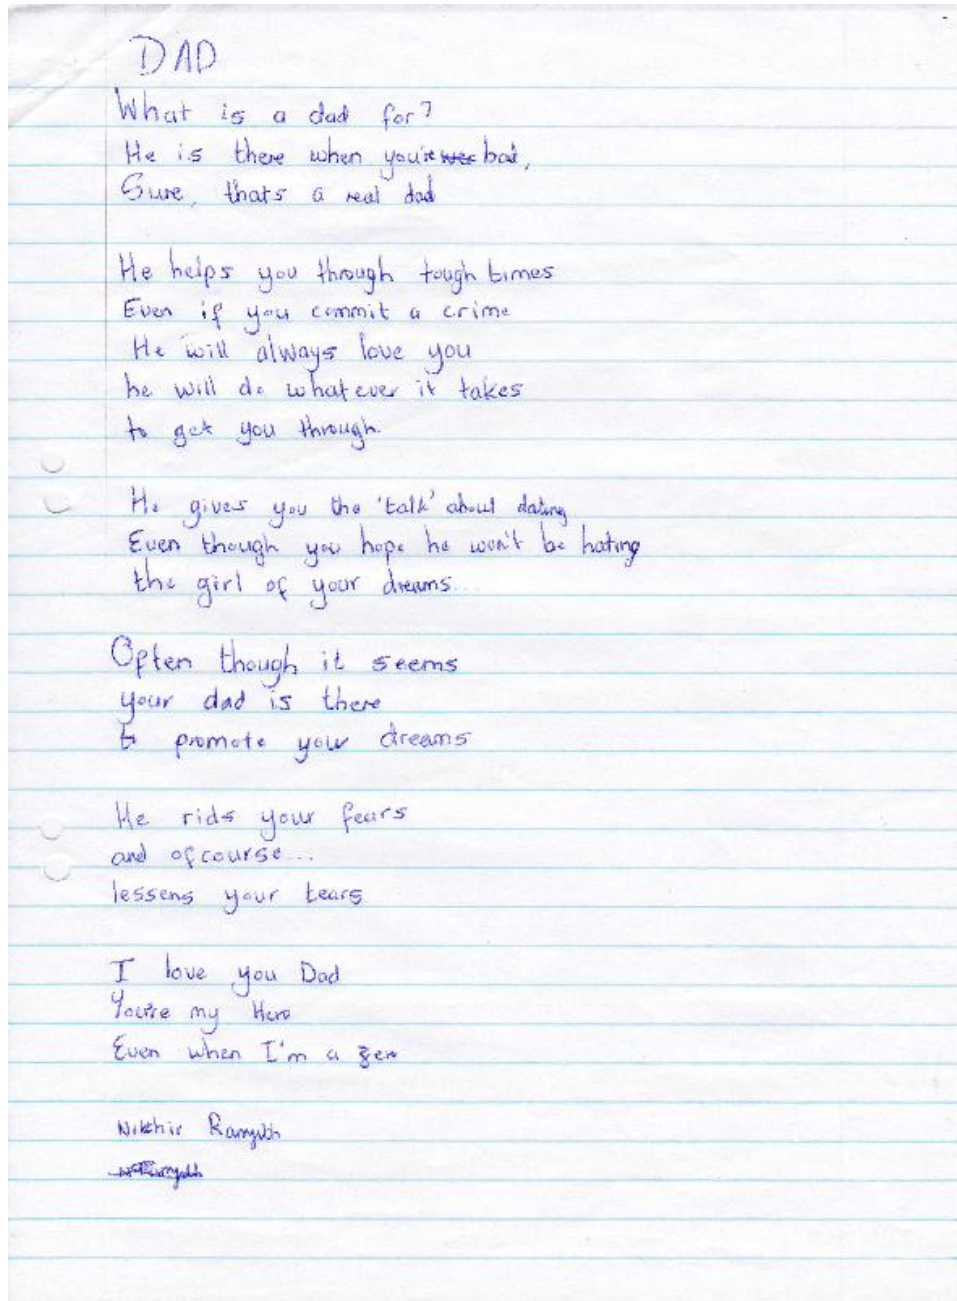 DAD
What is a dad for?
He is there when you're bad,
Sure, thats a real dad
He helps you through tough times
Even if you commit a crime
He will always love you
he will do whatever it takes
to get you through.
He gives you the 'talk' about dating
Even though you hope he won't be hating
the girl of your dreams...
Often though it seems
your dad is there
to promote your dreams
He rids your fears
and ofcourse...
lessens your tears
I love you Dad
You're my Hero
Even when I'm a zero